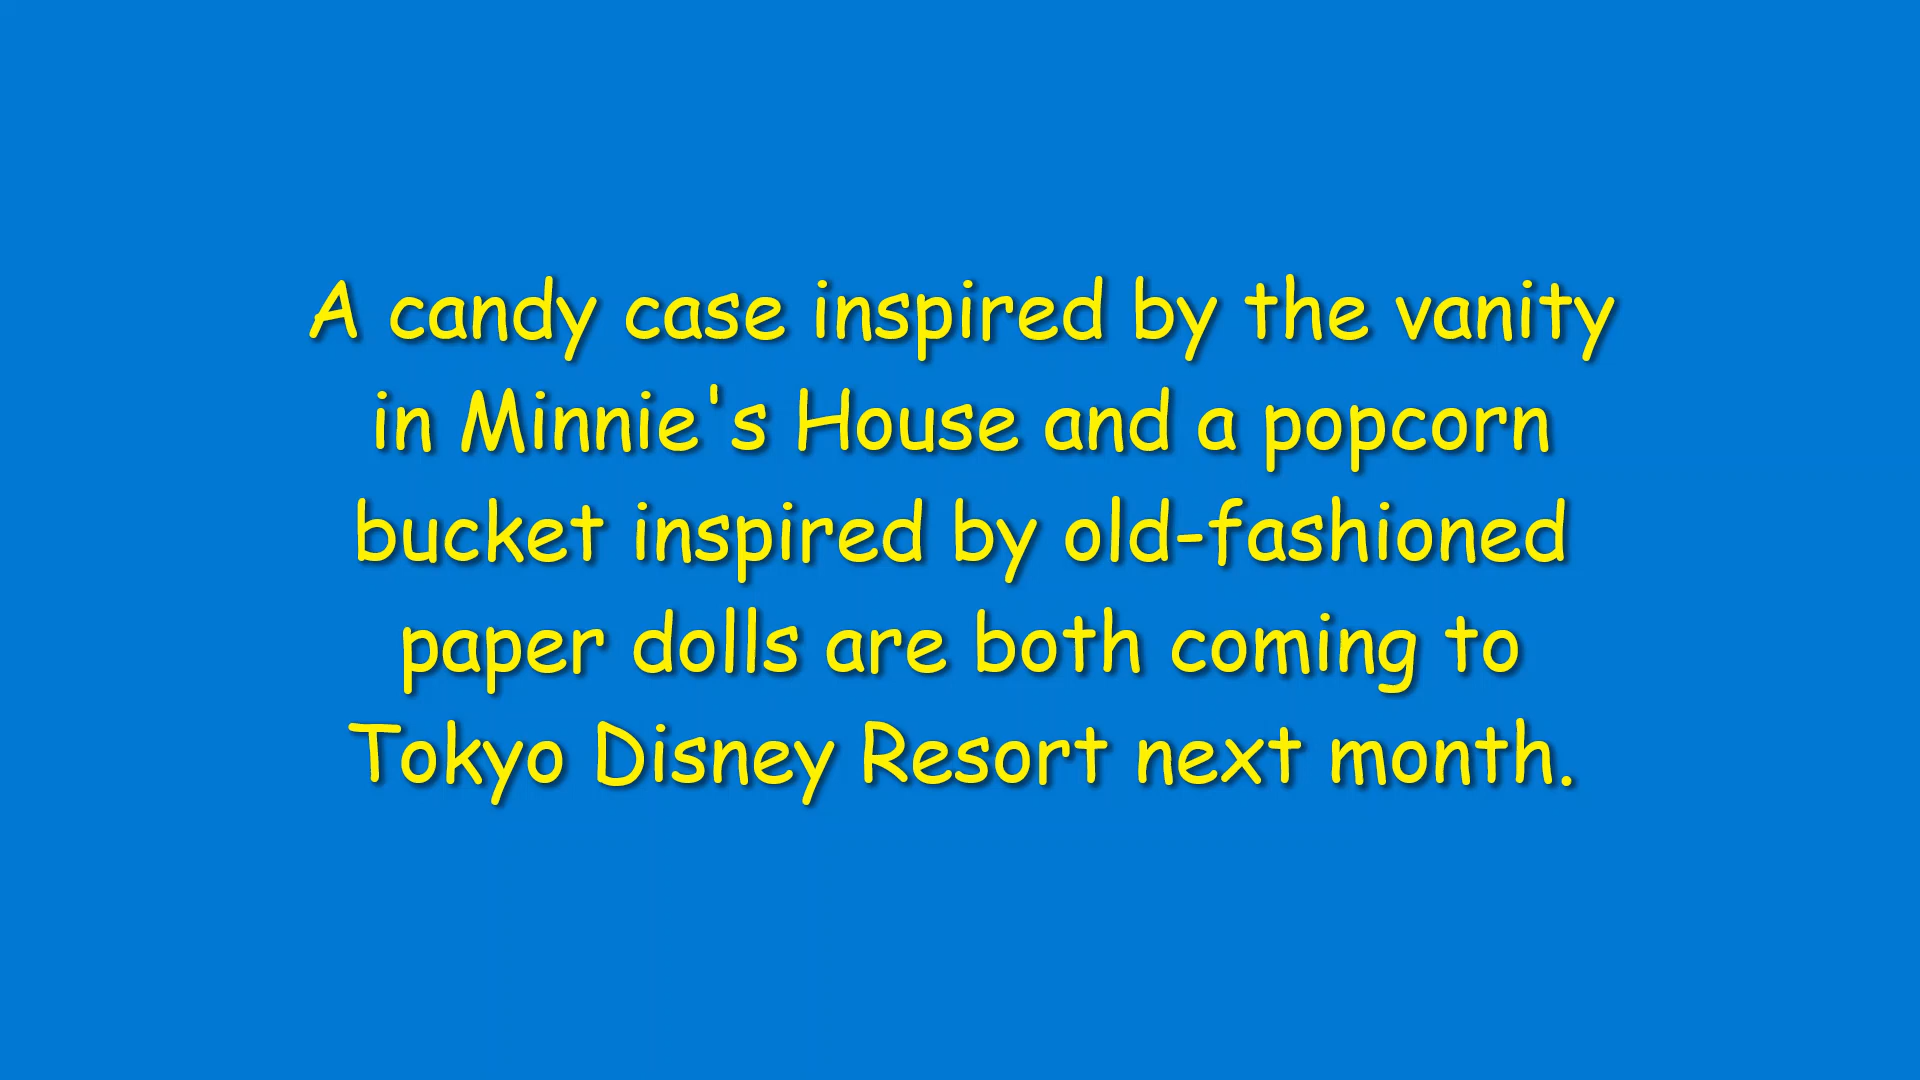 A candy case inspired by the vanity
in Minnie's House and a popcorn
bucket inspired by old-fashioned
paper dolls are both coming to
Tokyo Disney Resort next month.